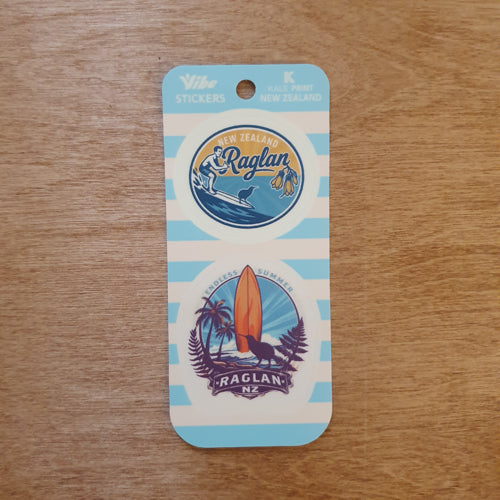 Vibe
STICKERS
K
KALE PRINT
NEW ZEALAND
NEW ZEALAND
Raglan
ENDLESS SUMMER
RAGLAN
NZ